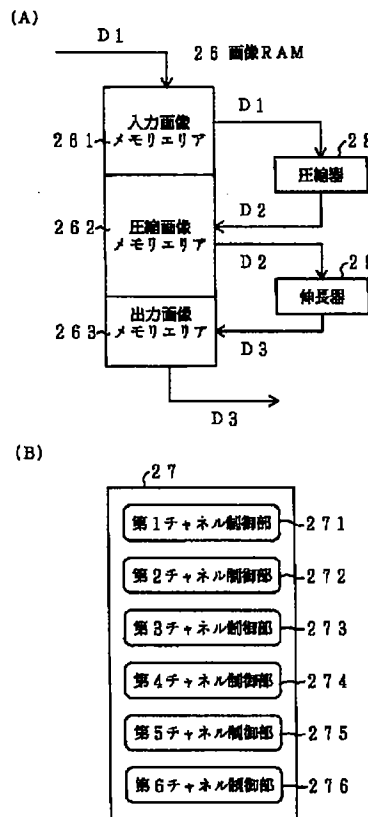 (A)
D1
26 画像RAM
入力画像
メモリエリア
261
D1
28
圧縮器
D2
圧縮画像
メモリエリア
262
D2
伸長器
出力画像
メモリエリア
263
D3
D3
(B)
27
第1チャネル制御部
271
第2チャネル制御部
272
第3チャネル制御部
273
第4チャネル制御部
274
第5チャネル制御部
275
第6チャネル制御部
276